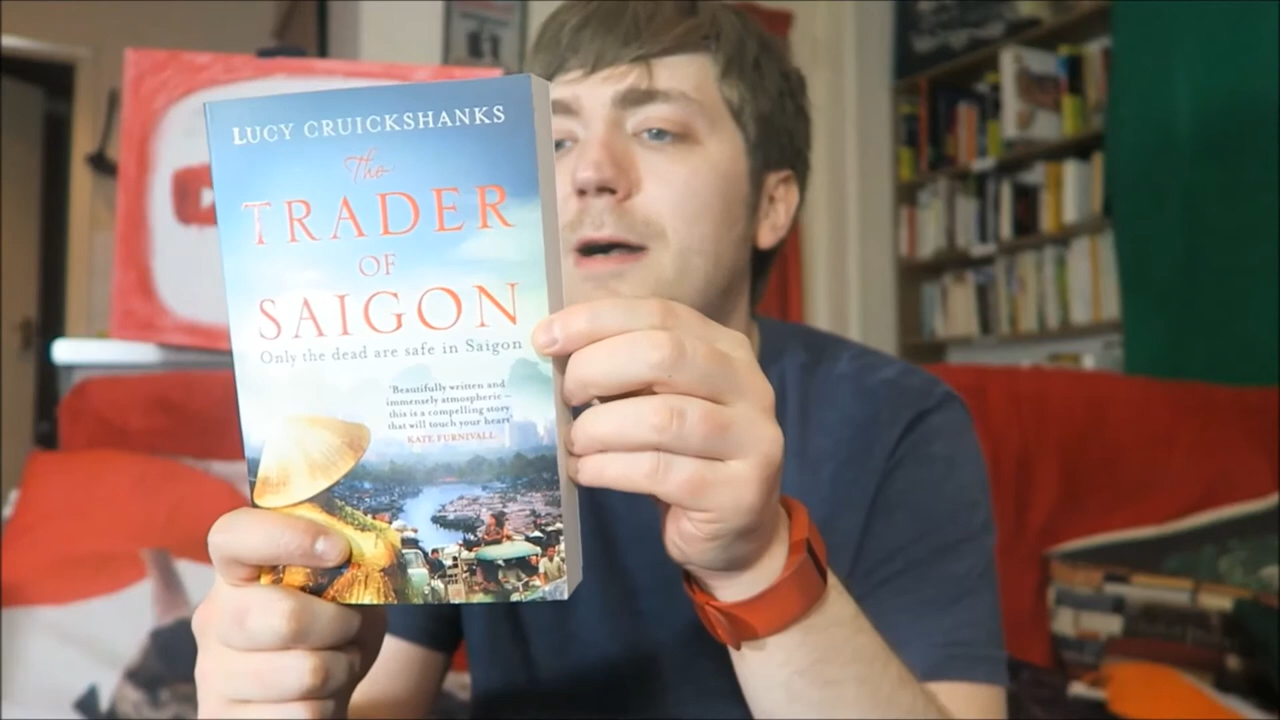 LUCY CRUICKSHANKS
The
TRADER
OF
SAIGON
Only the dead are safe in Saigon
'Beautifully written and
immensely atmospheric –
this is a compelling story
that will touch your heart'
KATE FURNIVALL